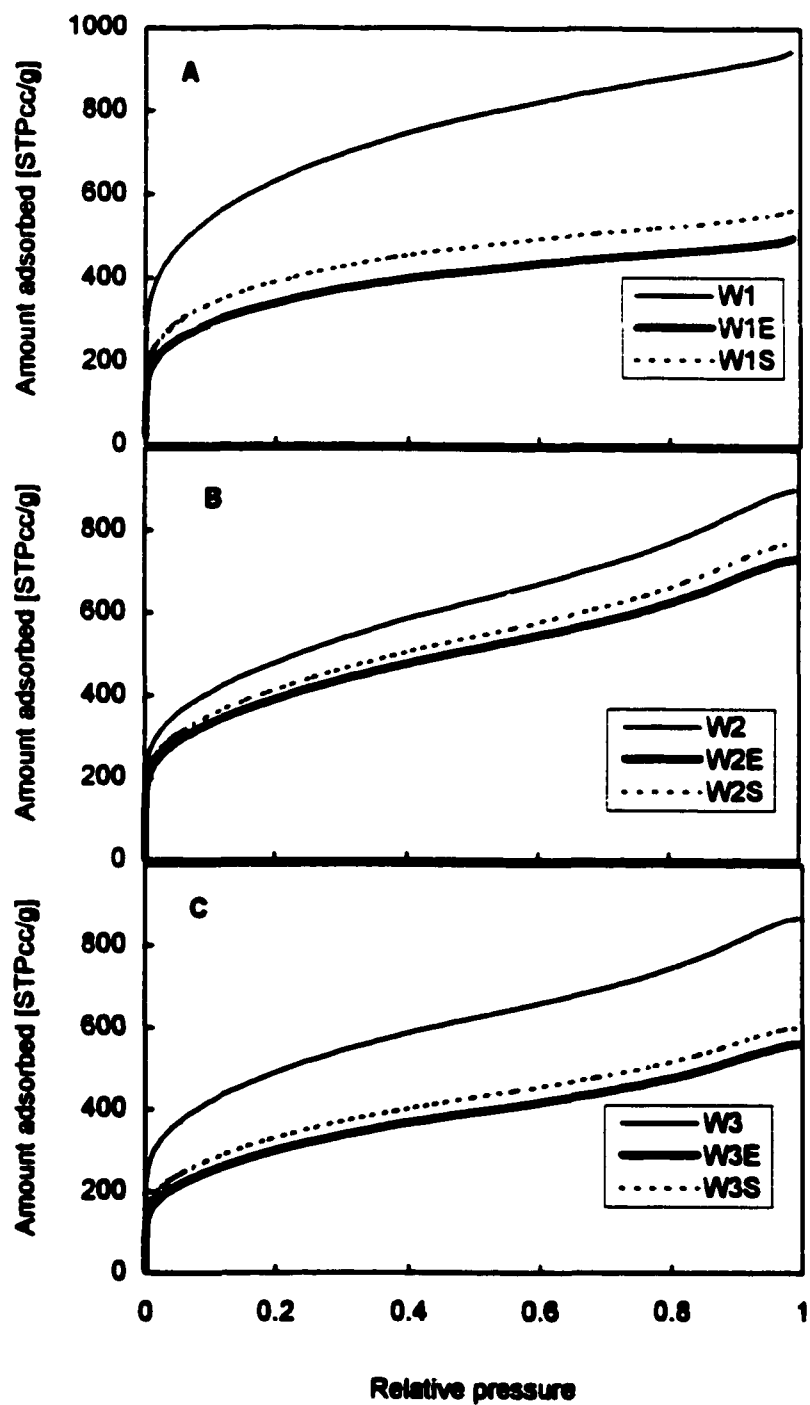 1000
800
600
400
200
0
Amount adsorbed [STPcc/g]
A
W1
W1E
W1S
800
600
400
200
0
Amount adsorbed [STPcc/g]
B
W2
W2E
W2S
800
600
400
200
0
Amount adsorbed [STPcc/g]
C
W3
W3E
W3S
0 0.2 0.4 0.6 0.8 1
Relative pressure